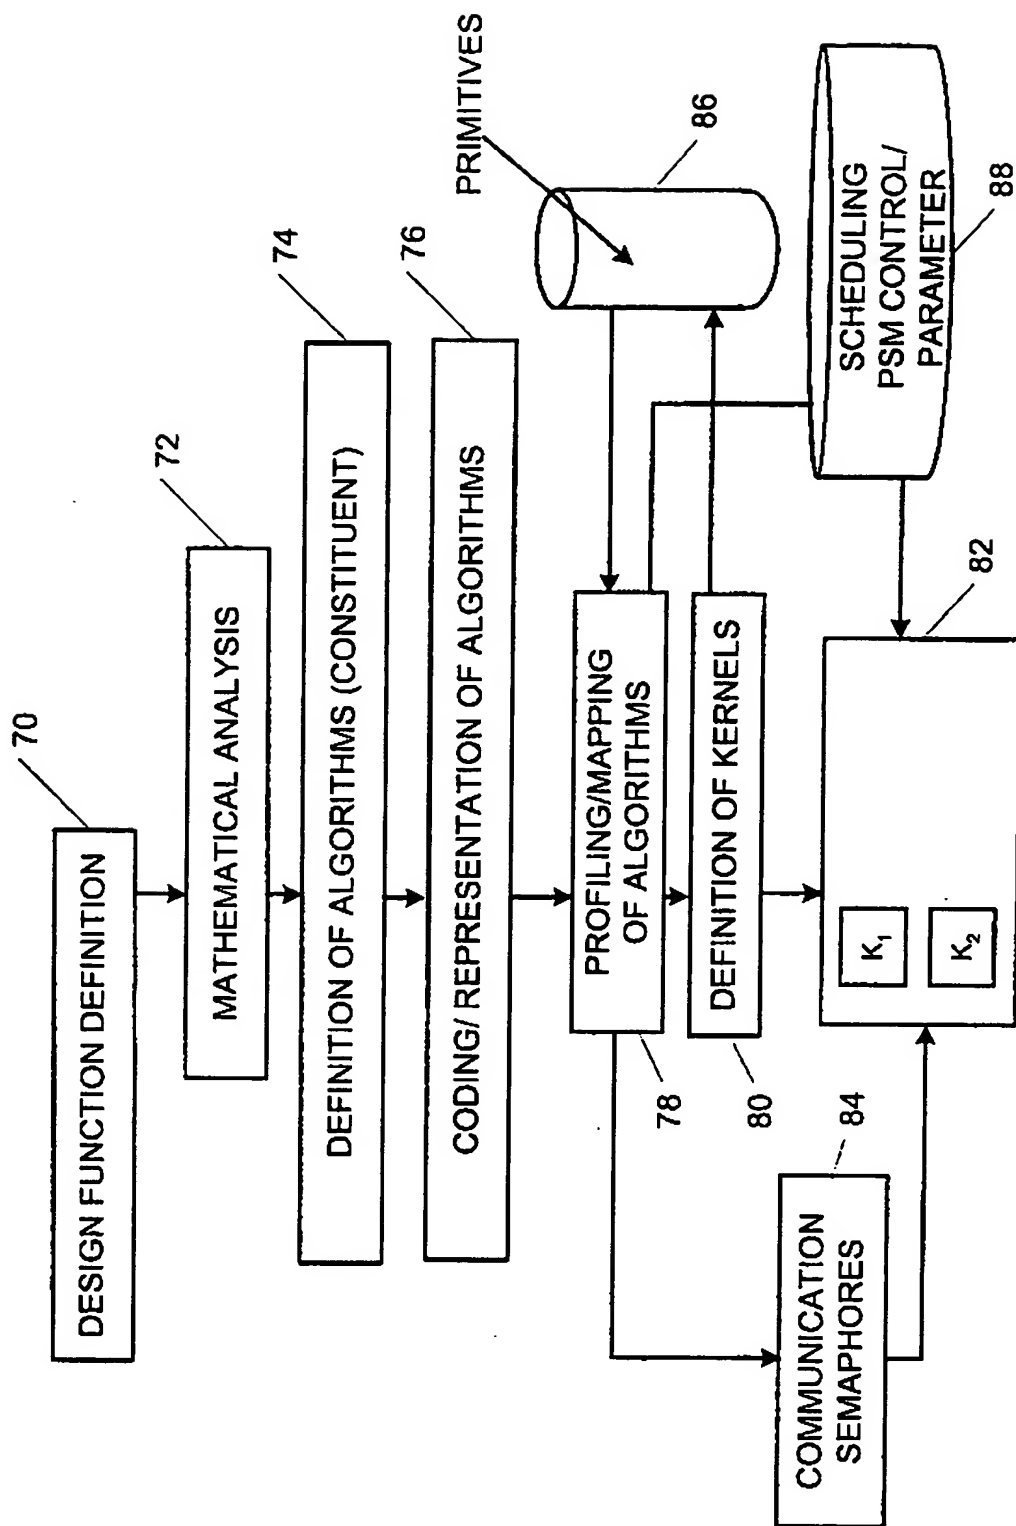 70
DESIGN FUNCTION DEFINITION
72
MATHEMATICAL ANALYSIS
74
DEFINITION OF ALGORITHMS (CONSTITUENT)
76
CODING/ REPRESENTATION OF ALGORITHMS
PRIMITIVES
86
PROFILING/MAPPING
OF ALGORITHMS
78
DEFINITION OF KERNELS
80
SCHEDULING
PSM CONTROL/
PARAMETER
88
82
K1
K2
84
COMMUNICATION
SEMAPHORES